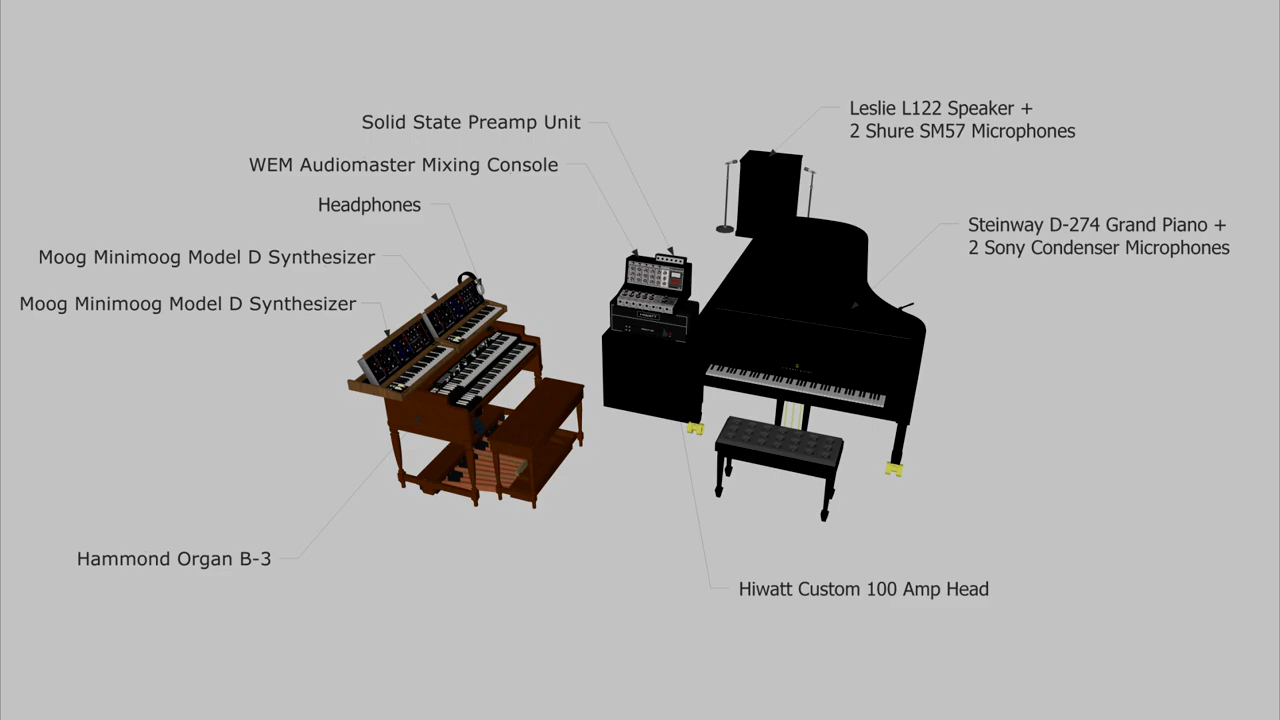 Leslie L122 Speaker +
2 Shure SM57 Microphones
Solid State Preamp Unit
WEM Audiomaster Mixing Console
Headphones
Steinway D-274 Grand Piano +
2 Sony Condenser Microphones
Moog Minimoog Model D Synthesizer
Moog Minimoog Model D Synthesizer
HIWATT
Hammond Organ B-3
Hiwatt Custom 100 Amp Head